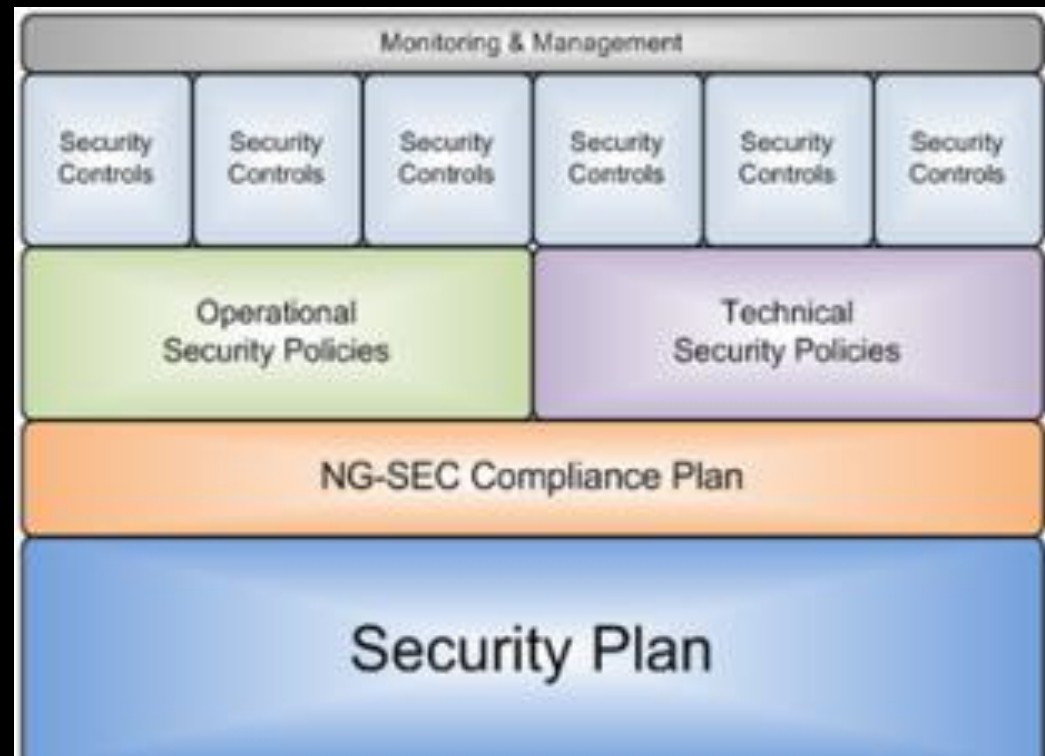 Monitoring & Management
Security Security Security Security Security Security
Controls Controls Controls Controls Controls Controls
Operational
Security Policies
Technical
Security Policies
NG-SEC Compliance Plan
Security Plan